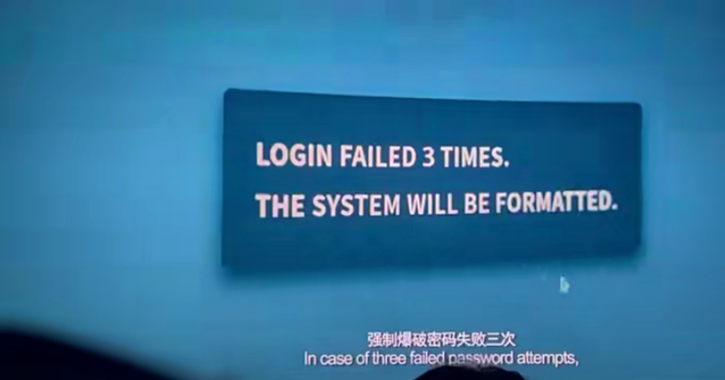 LOGIN FAILED 3 TIMES.
THE SYSTEM WILL BE FORMATTED.
强制爆破密码失败三次
In case of three failed password attempts,